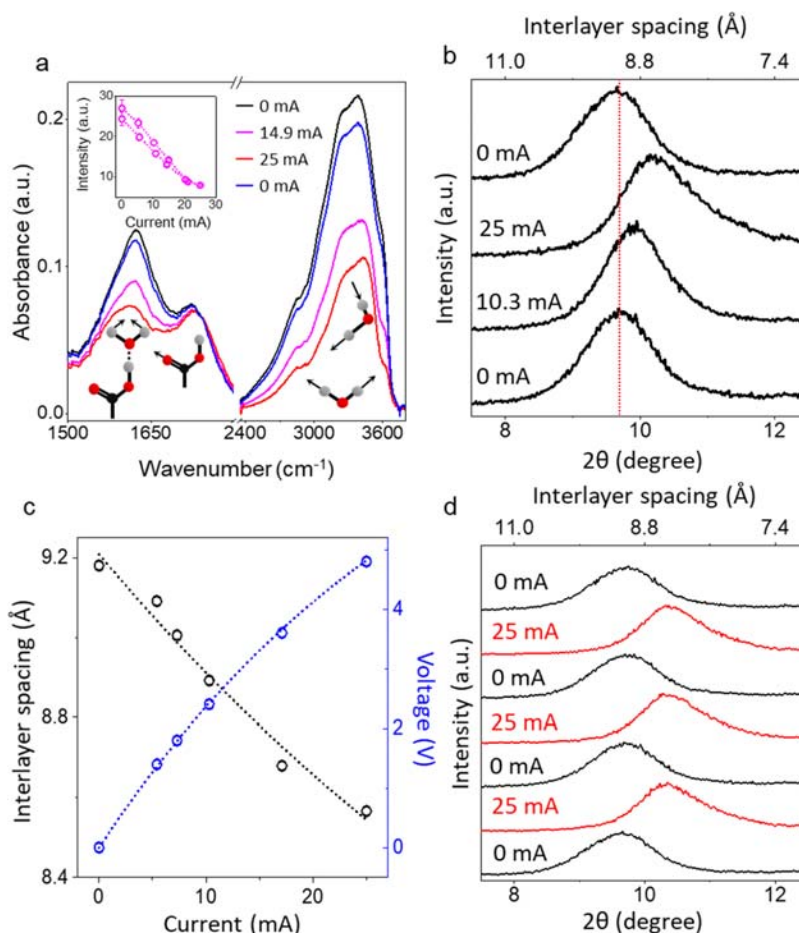 a
0.2
0.1
0.0
Absorbance (a.u.)
30
20
10
Intensity (a.u.)
0 10 20 30
Current (mA)
0 mA
14.9 mA
25 mA
0 mA
1500 1650 2400 3000 3600
Wavenumber (cm⁻¹)
b
Interlayer spacing (Å)
11.0 8.8 7.4
0 mA
25 mA
10.3 mA
0 mA
Intensity (a.u.)
8 10 12
2θ (degree)
c
9.2
8.8
8.4
Interlayer spacing (Å)
4
2
0
Voltage (V)
0 10 20
Current (mA)
d
Interlayer spacing (Å)
11.0 8.8 7.4
0 mA
25 mA
0 mA
25 mA
0 mA
25 mA
0 mA
Intensity (a.u.)
8 10 12
2θ (degree)